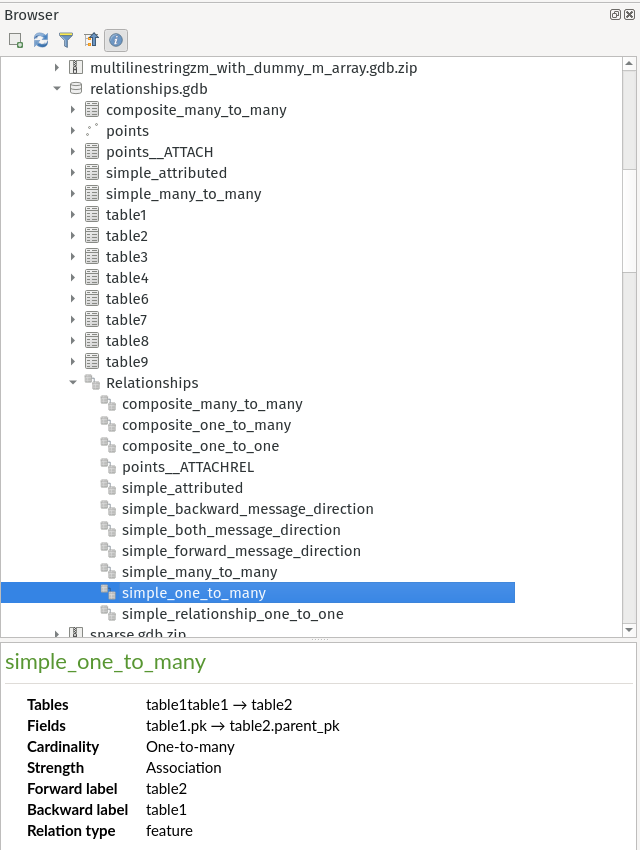 Browser
multilinestringzm_with_dummy_m_array.gdb.zip
relationships.gdb
composite_many_to_many
points
points__ATTACH
simple_attributed
simple_many_to_many
table1
table2
table3
table4
table6
table7
table8
table9
Relationships
composite_many_to_many
composite_one_to_many
composite_one_to_one
points__ATTACHREL
simple_attributed
simple_backward_message_direction
simple_both_message_direction
simple_forward_message_direction
simple_many_to_many
simple_one_to_many
simple_relationship_one_to_one
sparse.gdb.zip
simple_one_to_many
Tables table1table1 → table2
Fields table1.pk → table2.parent_pk
Cardinality One-to-many
Strength Association
Forward label table2
Backward label table1
Relation type feature